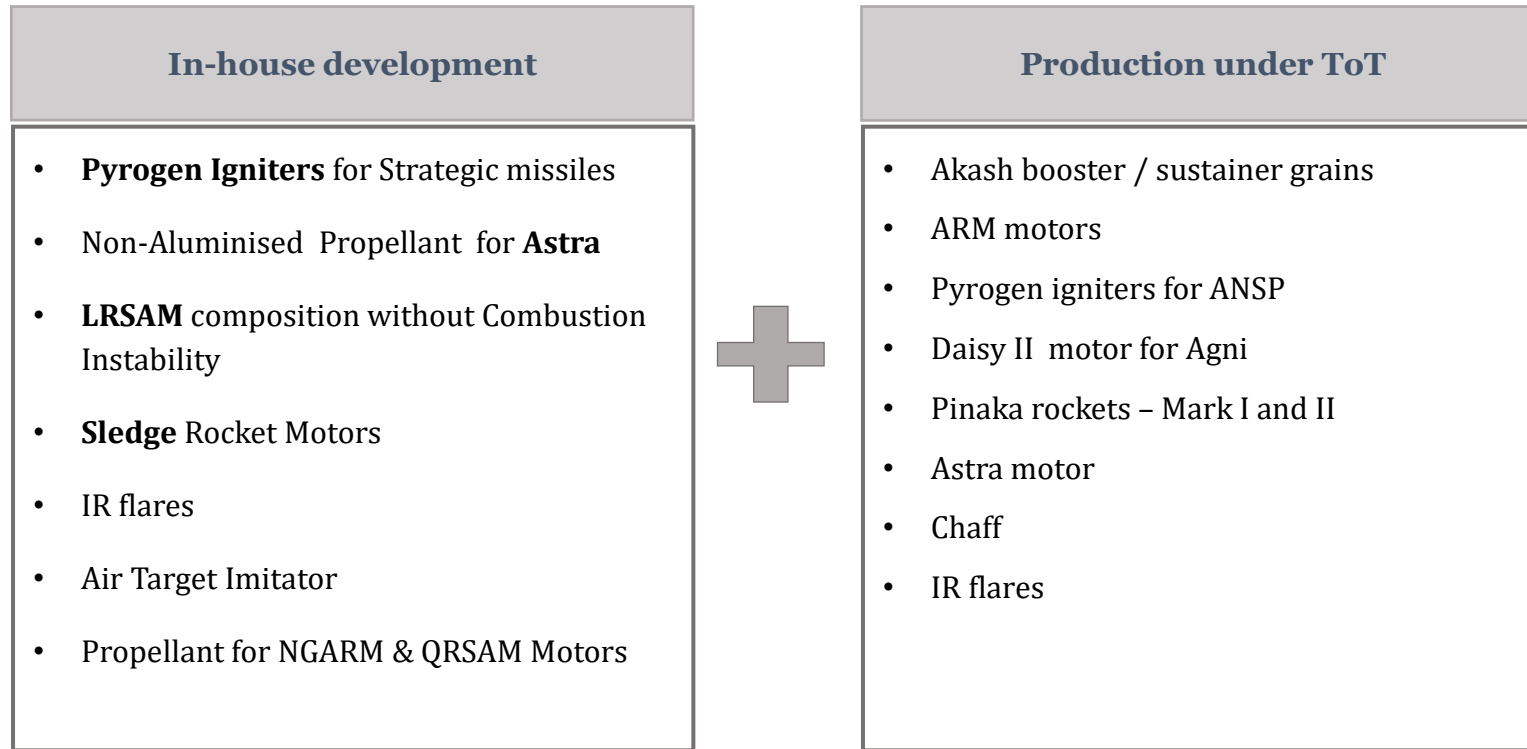 In-house development
• Pyrogen Igniters for Strategic missiles
• Non-Aluminised Propellant for Astra
• LRSAM composition without Combustion
Instability
• Sledge Rocket Motors
• IR flares
• Air Target Imitator
• Propellant for NGARM & QRSAM Motors
Production under ToT
• Akash booster / sustainer grains
• ARM motors
• Pyrogen igniters for ANSP
• Daisy II motor for Agni
• Pinaka rockets – Mark I and II
• Astra motor
• Chaff
• IR flares